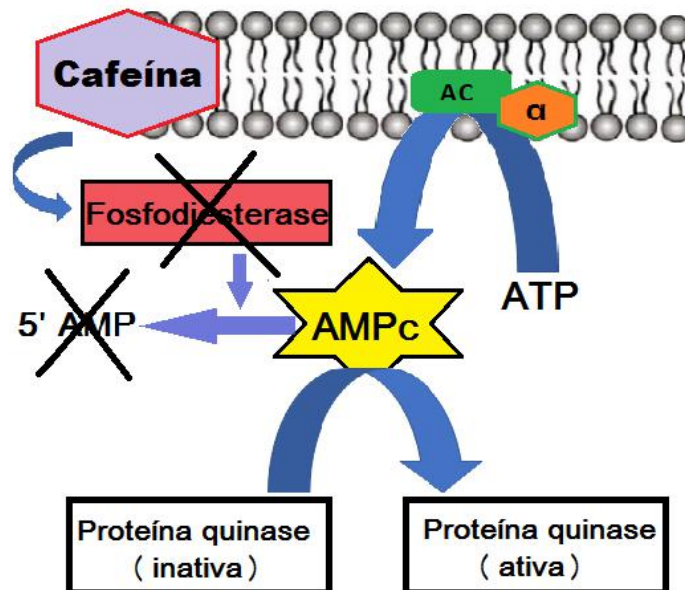 Cafeína
AC
α
Fosfodiesterase
5' AMP
AMPc
ATP
Proteína quinase
( inativa )
Proteína quinase
( ativa )